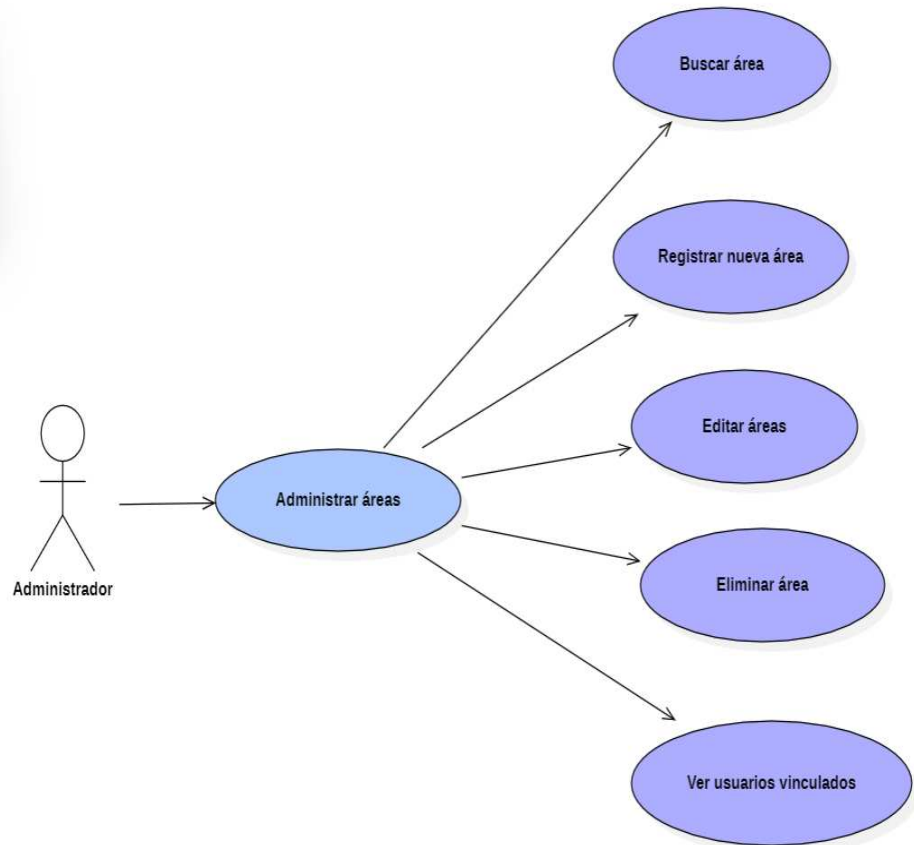 Buscar área
Registrar nueva área
Editar áreas
Administrar áreas
Eliminar área
Administrador
Ver usuarios vinculados